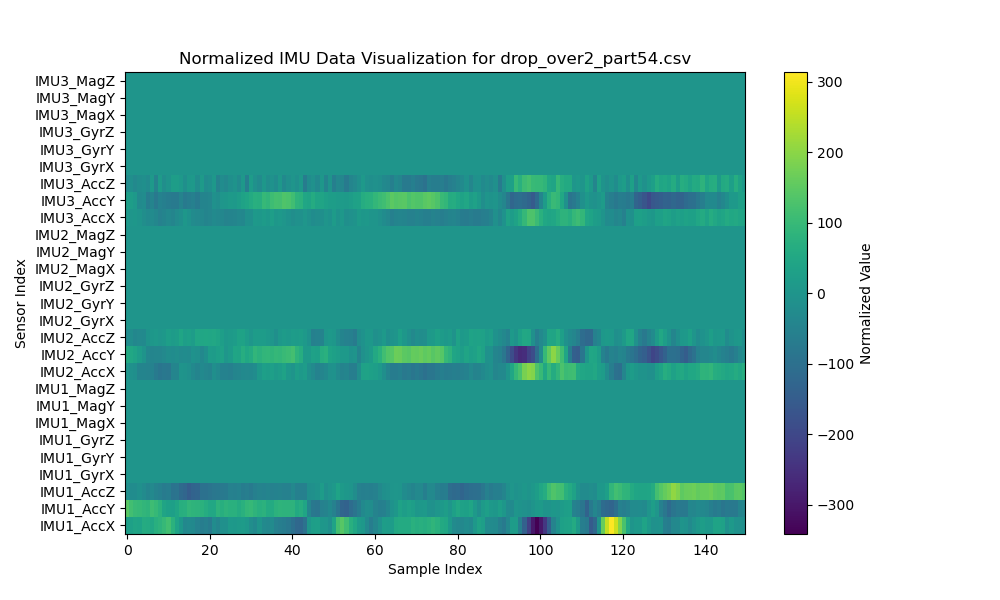 Normalized IMU Data Visualization for drop_over2_part54.csv
IMU3_MagZ
IMU3_MagY
IMU3_MagX
IMU3_GyrZ
IMU3_GyrY
IMU3_GyrX
IMU3_AccZ
IMU3_AccY
IMU3_AccX
IMU2_MagZ
IMU2_MagY
IMU2_MagX
IMU2_GyrZ
IMU2_GyrY
IMU2_GyrX
IMU2_AccZ
IMU2_AccY
IMU2_AccX
IMU1_MagZ
IMU1_MagY
IMU1_MagX
IMU1_GyrZ
IMU1_GyrY
IMU1_GyrX
IMU1_AccZ
IMU1_AccY
IMU1_AccX
Sensor Index
0 20 40 60 80 100 120 140
Sample Index
300
200
100
0
−100
−200
−300
Normalized Value